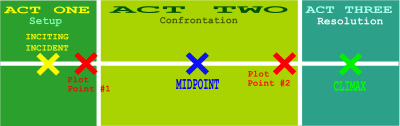 ACT ONE
Setup
INCITING
INCIDENT
Plot
Point #1
ACT TWO
Confrontation
MIDPOINT
Plot
Point #2
ACT THREE
Resolution
CLIMAX